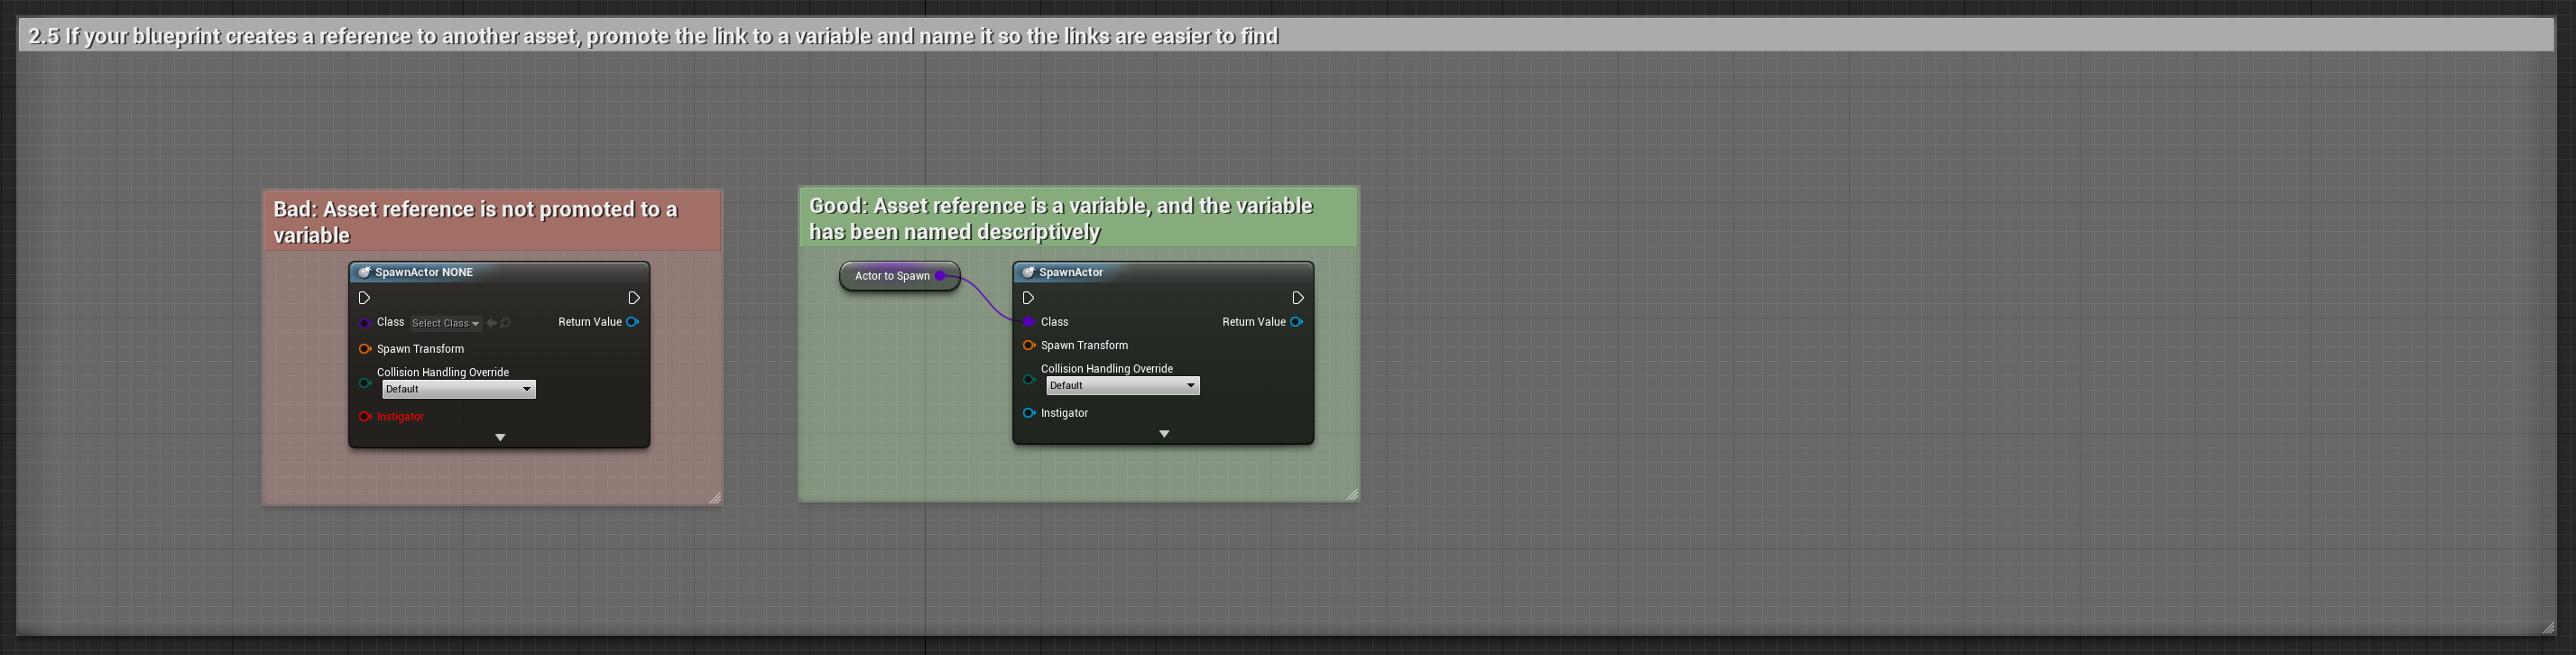 2.5 If your blueprint creates a reference to another asset, promote the link to a variable and name it so the links are easier to find
Bad: Asset reference is not promoted to a
variable
SpawnActor NONE
Class Select Class Return Value
Spawn Transform
Collision Handling Override
Default
Instigator
Good: Asset reference is a variable, and the variable
has been named descriptively
Actor to Spawn
SpawnActor
Class Return Value
Spawn Transform
Collision Handling Override
Default
Instigator